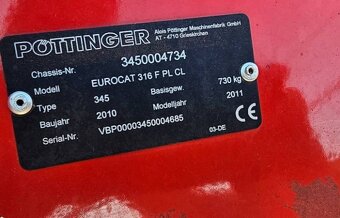 PÖTTINGER
Alois Pöttinger Maschinenfabrik GmbH
AT - 4710 Grieskirchen
Chassis-Nr. 3450004734
Modell EUROCAT 316 F PL CL
Type 345 Basisgew. 730 kg
Baujahr 2010 Modelljahr 2011
Serial-Nr. VBP00003450004685
CE
03-DE